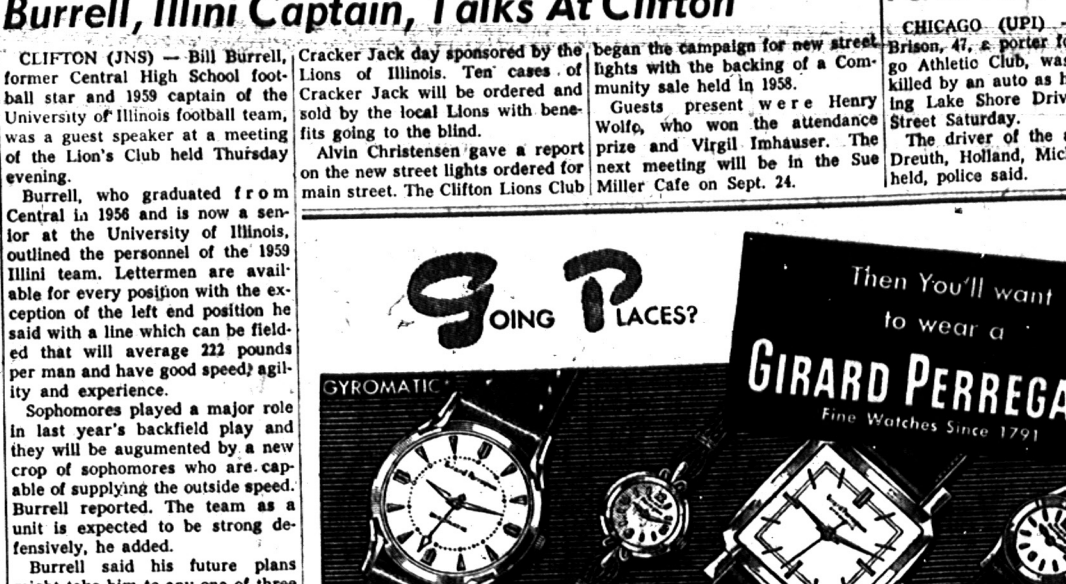 Burrell, Illini Captain, Talks At Clifton
CLIFTON (JNS) — Bill Burrell,
former Central High School foot-
ball star and 1959 captain of the
University of Illinois football team,
was a guest speaker at a meeting
of the Lion's Club held Thursday
evening.
Burrell, who graduated from
Central in 1956 and is now a sen-
ior at the University of Illinois,
outlined the personnel of the 1959
Illini team. Lettermen are avail-
able for every position with the ex-
ception of the left end position he
said with a line which can be field-
ed that will average 222 pounds
per man and have good speed, agil-
ity and experience.
Sophomores played a major role
in last year's backfield play and
they will be augumented by a new
crop of sophomores who are cap-
able of supplying the outside speed.
Burrell reported. The team as a
unit is expected to be strong de-
fensively, he added.
Burrell said his future plans
might take him to any one of three
Cracker Jack day sponsored by the
Lions of Illinois. Ten cases of
Cracker Jack will be ordered and
sold by the local Lions with bene-
fits going to the blind.
Alvin Christensen gave a report
on the new street lights ordered for
main street. The Clifton Lions Club
began the campaign for new street
lights with the backing of a Com-
munity sale held in 1958.
Guests present were Henry
Wolfe, who won the attendance
prize and Virgil Imhauser. The
next meeting will be in the Sue
Miller Cafe on Sept. 24.
CHICAGO (UPI) —
Brison, 47, a porter
go Athletic Club, was
killed by an auto as
ing Lake Shore
Street Saturday.
The driver of the
Dreuth, Holland,
held, police said.
GOING PLACES?
Then You'll want
to wear a
GIRARD PERREGA
Fine Watches Since 1791
GYROMATIC